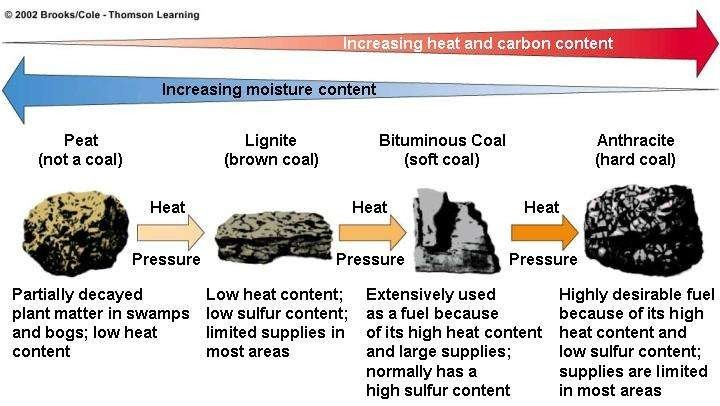 © 2002 Brooks/Cole - Thomson Learning
Increasing heat and carbon content
Increasing moisture content
Peat
(not a coal)
Lignite
(brown coal)
Bituminous Coal
(soft coal)
Anthracite
(hard coal)
Heat
Pressure
Heat
Pressure
Heat
Pressure
Partially decayed
plant matter in swamps
and bogs; low heat
content
Low heat content;
low sulfur content;
limited supplies in
most areas
Extensively used
as a fuel because
of its high heat content
and large supplies;
normally has a
high sulfur content
Highly desirable fuel
because of its high
heat content and
low sulfur content;
supplies are limited
in most areas